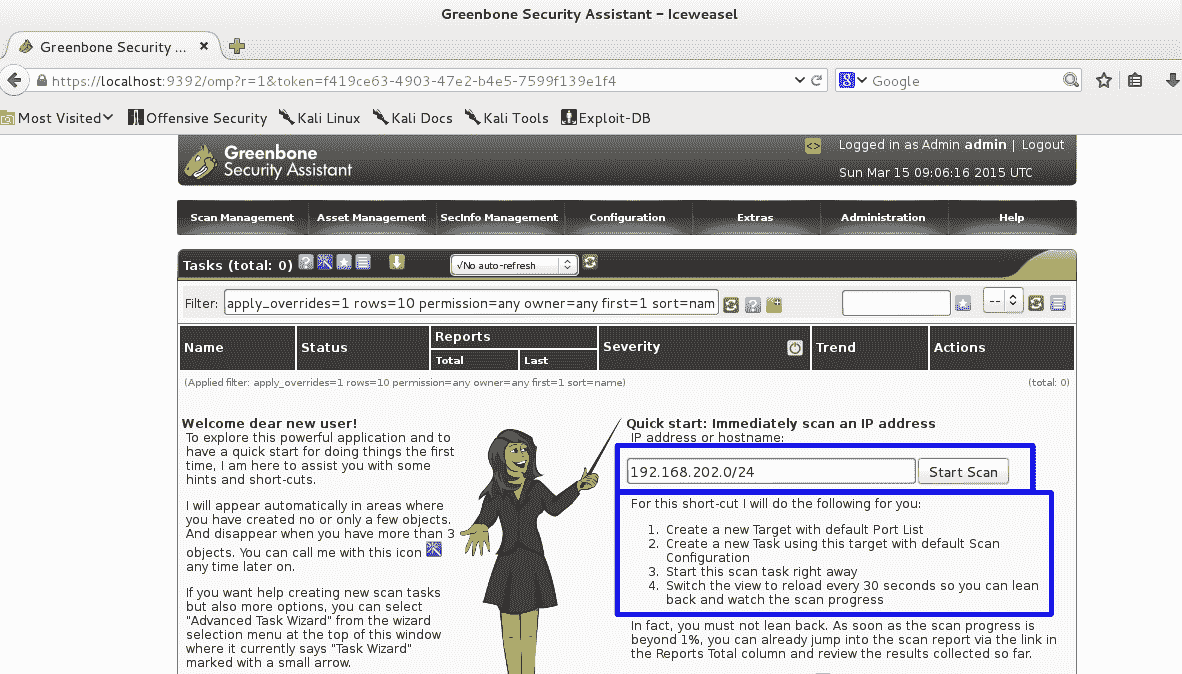 Greenbone Security Assistant - Iceweasel
Greenbone Security ...
https://localhost:9392/omp?r=1&token=f419ce63-4903-47e2-b4e5-7599f139e1f4
Google
Most Visited
Offensive Security
Kali Linux
Kali Docs
Kali Tools
Exploit-DB
Greenbone
Security Assistant
Logged in as Admin admin | Logout
Sun Mar 15 09:06:16 2015 UTC
Scan Management
Asset Management
SecInfo Management
Configuration
Extras
Administration
Help
Tasks (total: 0)
√No auto-refresh
Filter:
apply_overrides=1 rows=10 permission=any owner=any first=1 sort=nam
--
Name
Status
Reports
Total
Last
Severity
Trend
Actions
(Applied filter: apply_overrides=1 rows=10 permission=any owner=any first=1 sort=name)
(total: 0)
Welcome dear new user!
To explore this powerful application and to
have a quick start for doing things the first
time, I am here to assist you with some
hints and short-cuts.
I will appear automatically in areas where
you have created no or only a few objects.
And disappear when you have more than 3
objects. You can call me with this icon
any time later on.
If you want help creating new scan tasks
but also more options, you can select
"Advanced Task Wizard" from the wizard
selection menu at the top of this window
where it currently says "Task Wizard"
marked with a small arrow.
Quick start: Immediately scan an IP address
IP address or hostname:
192.168.202.0/24
Start Scan
For this short-cut I will do the following for you:
1. Create a new Target with default Port List
2. Create a new Task using this target with default Scan
Configuration
3. Start this scan task right away
4. Switch the view to reload every 30 seconds so you can lean
back and watch the scan progress
In fact, you must not lean back. As soon as the scan progress is
beyond 1%, you can already jump into the scan report via the link in
the Reports Total column and review the results collected so far.